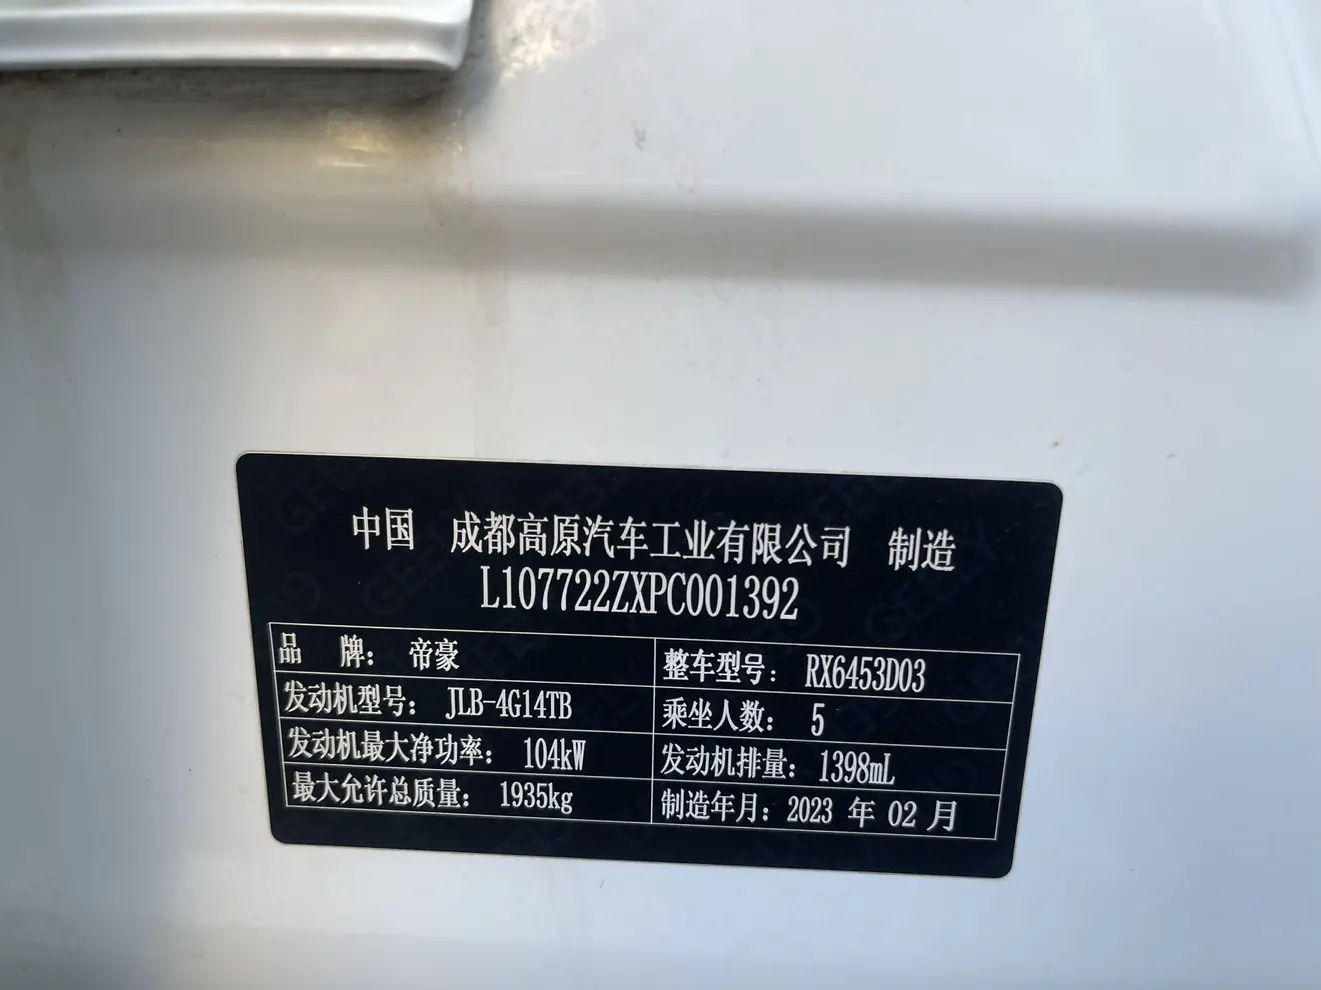 中国 成都高原汽车工业有限公司 制造
L107722ZXPC001392
品 牌： 帝豪 整车型号： RX6453D03
发动机型号： JLB-4G14TB 乘坐人数： 5
发动机最大净功率： 104kW 发动机排量： 1398mL
最大允许总质量： 1935kg 制造年月： 2023 年 02 月